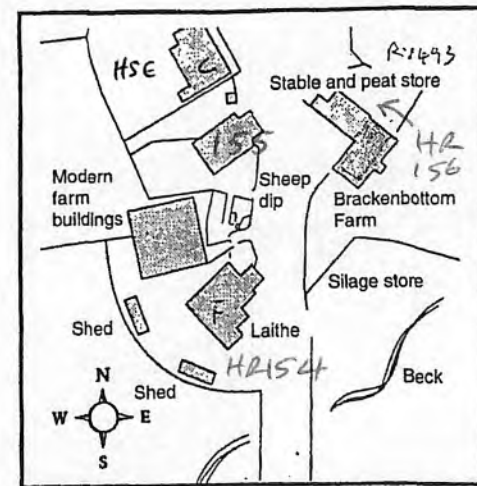 R:1493
HSE
C
Stable and peat store
155
HR
156
Modern
farm
buildings
Sheep
dip
Brackenbottom
Farm
Silage store
F
Shed
Laithe
HR154
Shed
Beck
N
W E
S